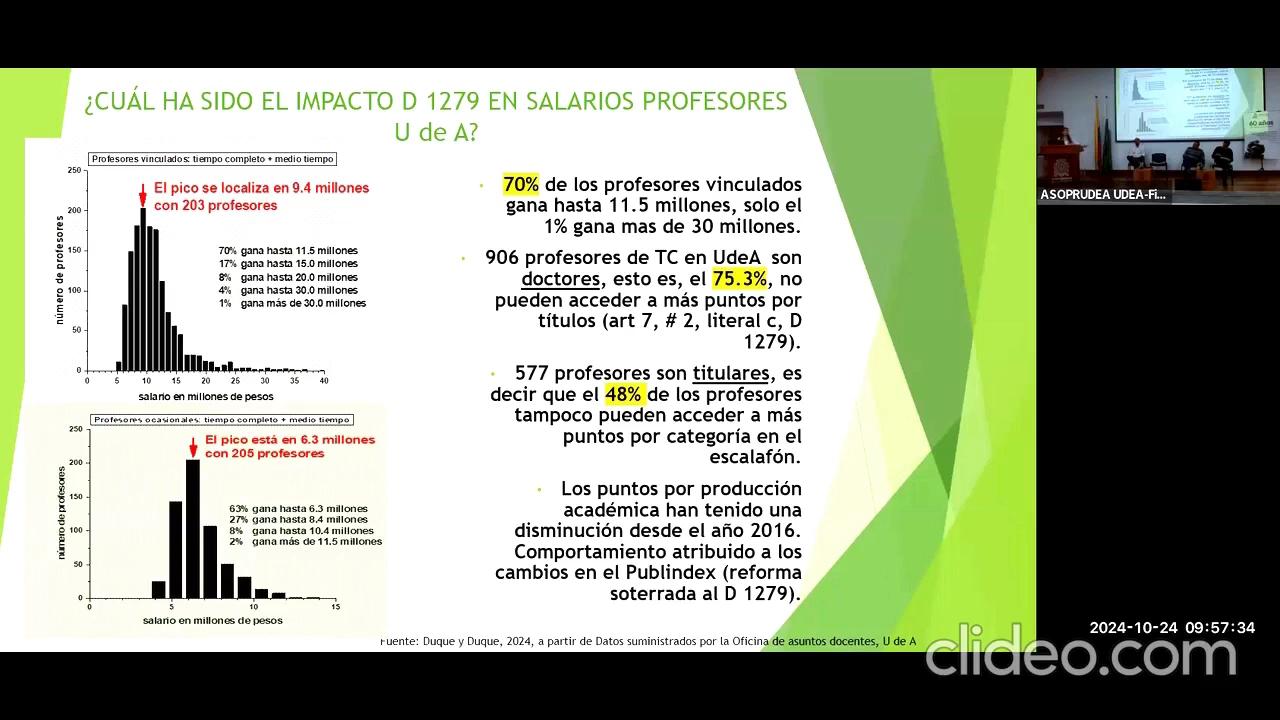 ¿CUÁL HA SIDO EL IMPACTO D 1279 EN SALARIOS PROFESORES
U de A?
Profesores vinculados: tiempo completo + medio tiempo
El pico se localiza en 9.4 millones
con 203 profesores
70% gana hasta 11.5 millones
17% gana hasta 15.0 millones
8% gana hasta 20.0 millones
4% gana hasta 30.0 millones
1% gana más de 30.0 millones
número de profesores
250
200
150
100
50
0
0 5 10 15 20 25 30 35 40
salario en millones de pesos
Profesores ocasionales: tiempo completo + medio tiempo
El pico está en 6.3 millones
con 205 profesores
63% gana hasta 6.3 millones
27% gana hasta 8.4 millones
8% gana hasta 10.4 millones
2% gana más de 11.5 millones
número de profesores
250
200
150
100
50
0
0 5 10 15
salario en millones de pesos
70% de los profesores vinculados
gana hasta 11.5 millones, solo el
1% gana mas de 30 millones.
906 profesores de TC en UdeA son
doctores, esto es, el 75.3%, no
pueden acceder a más puntos por
títulos (art 7, # 2, literal c, D
1279).
577 profesores son titulares, es
decir que el 48% de los profesores
tampoco pueden acceder a más
puntos por categoría en el
escalafón.
Los puntos por producción
académica han tenido una
disminución desde el año 2016.
Comportamiento atribuido a los
cambios en el Publindex (reforma
soterrada al D 1279).
Fuente: Duque y Duque, 2024, a partir de Datos suministrados por la Oficina de asuntos docentes, U de A
60 años
ASOPRUDEA UDEA-Fi...
2024-10-24 09:57:34
clideo.com